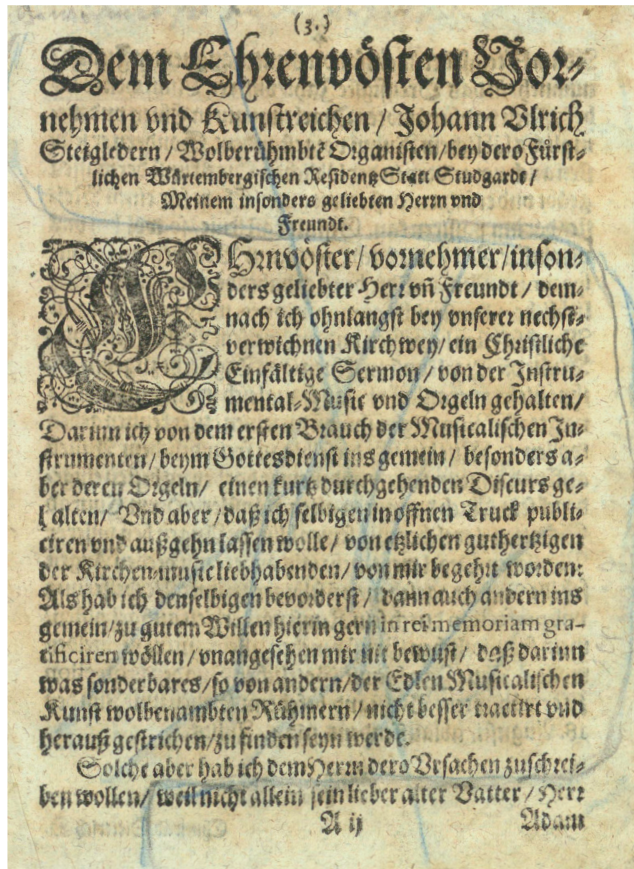 (3.)
Dem Ehrenvösten Vor-
nehmen vnd Kunstreichen / Johann Vlrich
Steigledern / Wolberühmbtē Organisten / bey dero Fürst-
lichen Würtembergischen Residentz Statt Studgardt /
Meinem insonders geliebten Herrn vnd
Freundt.
EHrnvöster / vornehmer / inson-
ders geliebter Herr vñ Freundt / dem-
nach ich ohnlangst bey vnserer nechst-
verwichnen Kirchwey / ein Christliche
Einfältige Sermon / von der Instru-
mental-Music vnd Orgeln gehalten /
Darinn ich von dem ersten Brauch der Musicalischen In-
strumenten / beym Gottesdienst ins gemein / besonders a-
ber deren Orgeln / einen kurtz durchgehenden Discurs ge-
halten / Vnd aber / daß ich selbigen in offnen Truck publi-
ciren vnd außgehn lassen wolle / von etzlichen guthertzigen
der Kirchen-music liebhabenden / von mir begehrt worden:
Als hab ich denselbigen bevorderst / dann auch andern ins
gemein / zu gutem Willen hierin gern in rei memoriam gra-
tificiren wöllen / vnangesehen mir nit bewust / daß darinn
was sonderbares / so von andern / der Edlen Musicalischen
Kunst wolbenambten Rühmern / nicht besser tractirt vnd
herauß gestrichen / zu finden seyn werde.
Solche aber hab ich dem Herrn dero Vrsachen zuschrei-
ben wollen / weil nicht allein sein lieber alter Vatter / Herr
A ij Adam